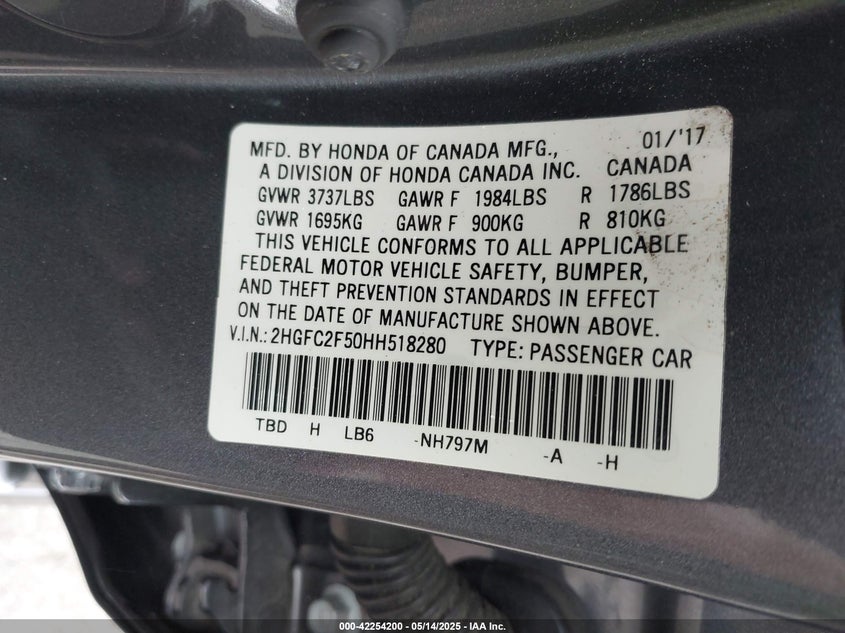 MFD. BY HONDA OF CANADA MFG., 01/'17
A DIVISION OF HONDA CANADA INC. CANADA
GVWR 3737LBS GAWR F 1984LBS R 1786LBS
GVWR 1695KG GAWR F 900KG R 810KG
THIS VEHICLE CONFORMS TO ALL APPLICABLE
FEDERAL MOTOR VEHICLE SAFETY, BUMPER,
AND THEFT PREVENTION STANDARDS IN EFFECT
ON THE DATE OF MANUFACTURE SHOWN ABOVE.
V.I.N.: 2HGFC2F50HH518280 TYPE: PASSENGER CAR
TBD H LB6 -NH797M -A -H
000-42254200 - 05/14/2025 - IAA Inc.